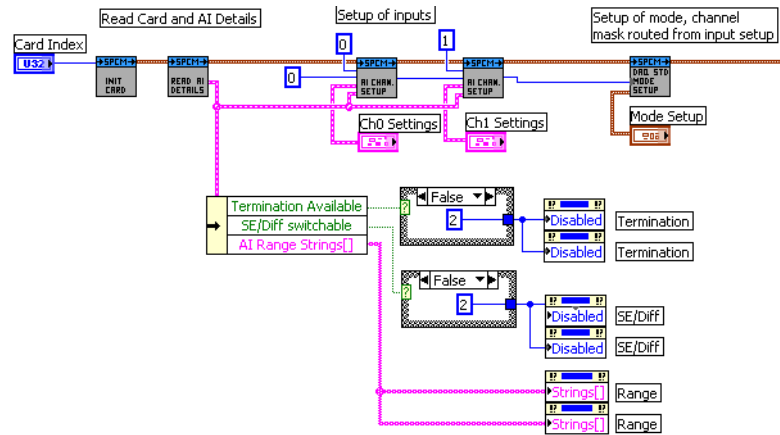 Read Card and AI Details
Setup of inputs
Setup of mode, channel
mask routed from input setup
Card Index
U32
SPCM
INIT
CARD
SPCM
READ AI
DETAILS
0
0
SPCM
AI CHAN.
SETUP
1
SPCM
AI CHAN.
SETUP
SPCM
DAQ STD
MODE
SETUP
Ch0 Settings
Ch1 Settings
Mode Setup
Termination Available
SE/Diff switchable
AI Range Strings[]
False
?
2
Disabled
Termination
Disabled
Termination
False
?
2
Disabled
SE/Diff
Disabled
SE/Diff
Strings[]
Range
Strings[]
Range